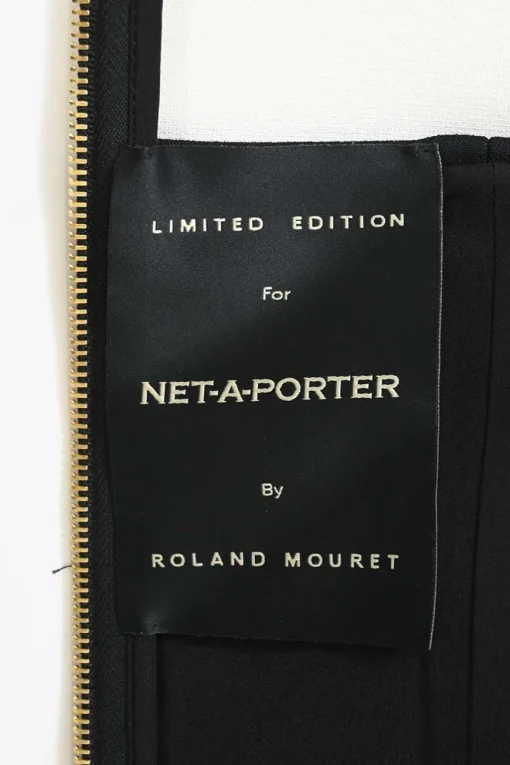 LIMITED EDITION
For
NET-A-PORTER
By
ROLAND MOURET